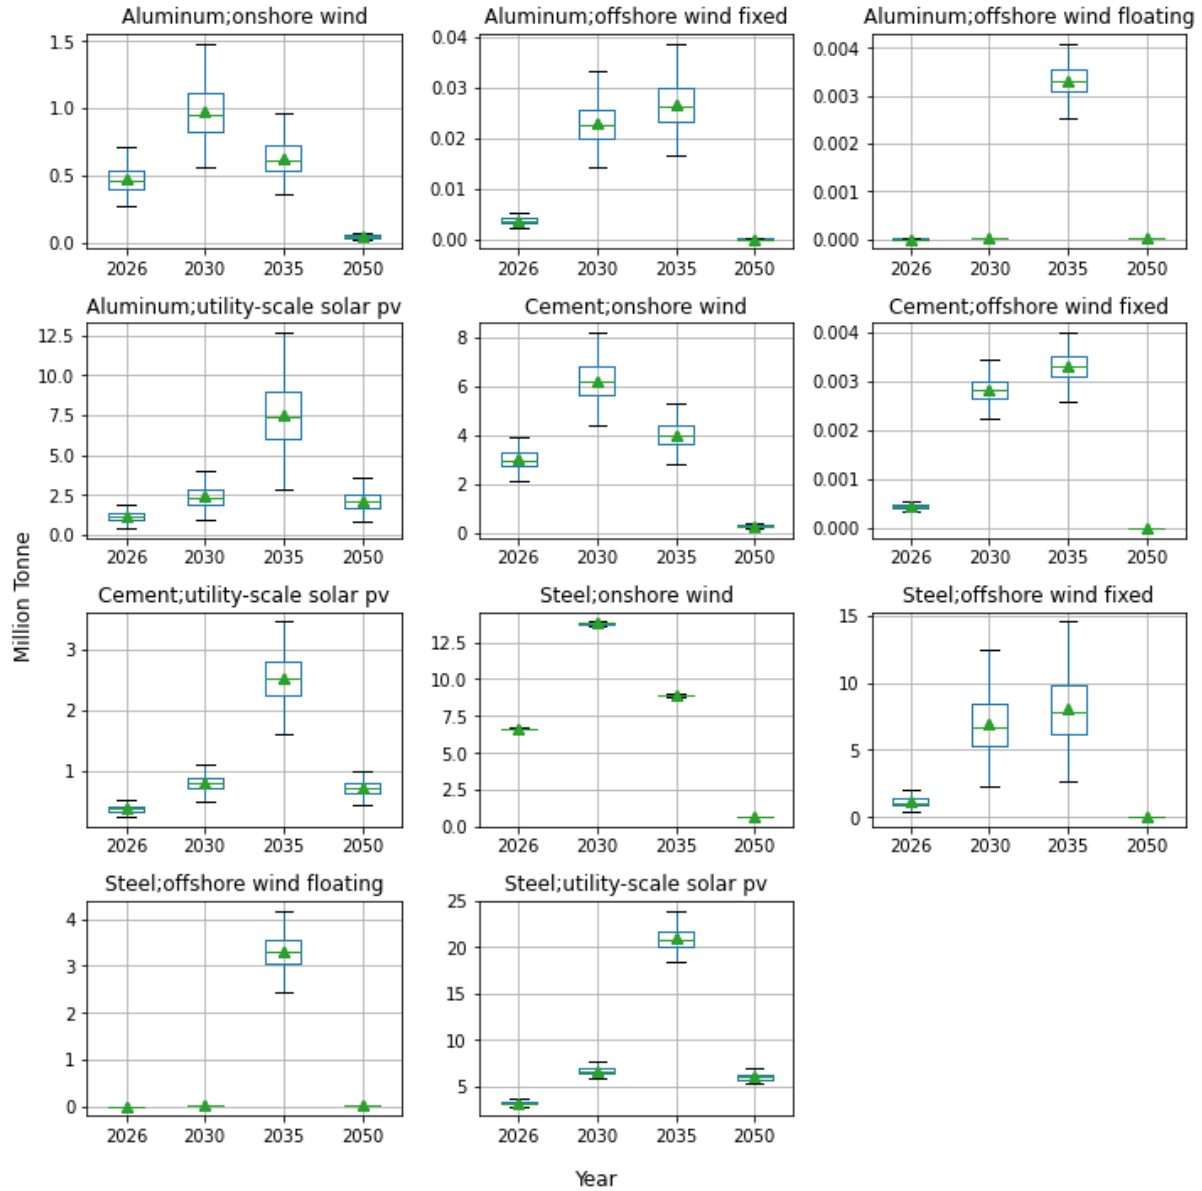 Aluminum;onshore wind
1.5
1.0
0.5
0.0
2026 2030 2035 2050
Aluminum;offshore wind fixed
0.04
0.03
0.02
0.01
0.00
2026 2030 2035 2050
Aluminum;offshore wind floating
0.004
0.003
0.002
0.001
0.000
2026 2030 2035 2050
Aluminum;utility-scale solar pv
12.5
10.0
7.5
5.0
2.5
0.0
2026 2030 2035 2050
Cement;onshore wind
8
6
4
2
0
2026 2030 2035 2050
Cement;offshore wind fixed
0.004
0.003
0.002
0.001
0.000
2026 2030 2035 2050
Million Tonne
Cement;utility-scale solar pv
3
2
1
2026 2030 2035 2050
Steel;onshore wind
12.5
10.0
7.5
5.0
2.5
0.0
2026 2030 2035 2050
Steel;offshore wind fixed
15
10
5
0
2026 2030 2035 2050
Steel;offshore wind floating
4
3
2
1
0
2026 2030 2035 2050
Steel;utility-scale solar pv
25
20
15
10
5
2026 2030 2035 2050
Year